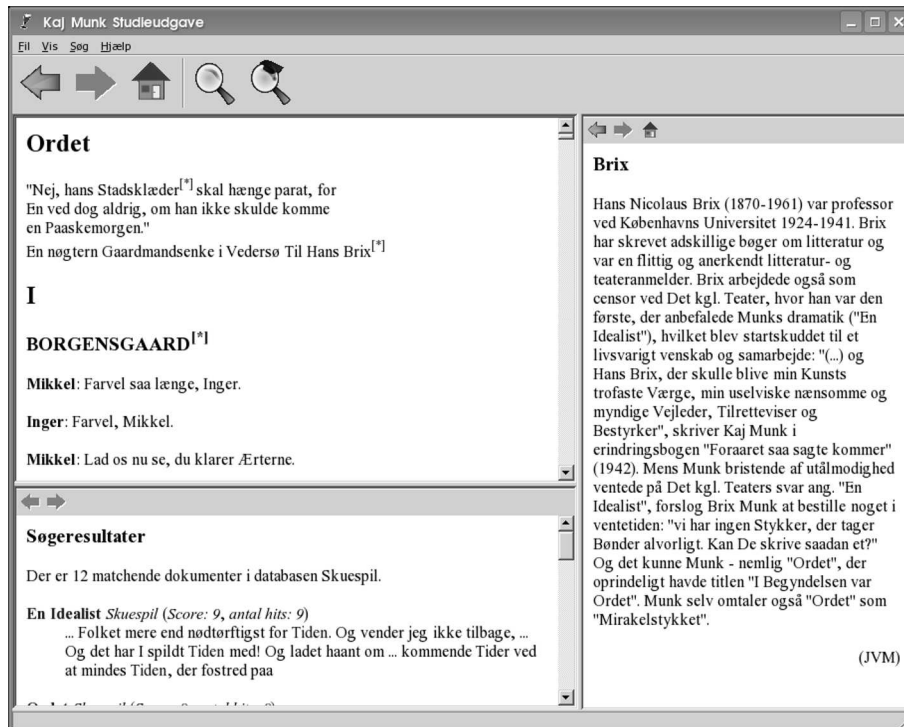 Kaj Munk Studieudgave
Fil Vis Søg Hjælp
Ordet
"Nej, hans Stadsklæder[*] skal hænge parat, for
En ved dog aldrig, om han ikke skulde komme
en Paaskemorgen."
En nøgtern Gaardmandsenke i Vedersø Til Hans Brix[*]
I
BORGENSGAARD[*]
Mikkel: Farvel saa længe, Inger.
Inger: Farvel, Mikkel.
Mikkel: Lad os nu se, du klarer Ærterne.
Søgeresultater
Der er 12 matchende dokumenter i databasen Skuespil.
En Idealist Skuespil (Score: 9, antal hits: 9)
... Folket mere end nødtørftigst for Tiden. Og vender jeg ikke tilbage, ...
Og det har I spildt Tiden med! Og ladet haant om ... kommende Tider ved
at mindes Tiden, der fostred paa
Brix
Hans Nicolaus Brix (1870-1961) var professor
ved Københavns Universitet 1924-1941. Brix
har skrevet adskillige bøger om litteratur og
var en flittig og anerkendt litteratur- og
teateranmelder. Brix arbejdede også som
censor ved Det kgl. Teater, hvor han var den
første, der anbefalede Munks dramatik ("En
Idealist"), hvilket blev startskuddet til et
livsvarigt venskab og samarbejde: "(...) og
Hans Brix, der skulle blive min Kunsts
trofaste Værge, min uselviske nænsomme og
myndige Vejleder, Tilretteviser og
Bestyrker", skriver Kaj Munk i
erindringsbogen "Foraaret saa sagte kommer"
(1942). Mens Munk bristende af utålmodighed
ventede på Det kgl. Teaters svar ang. "En
Idealist", forslog Brix Munk at bestille noget i
ventetiden: "vi har ingen Stykker, der tager
Bønder alvorligt. Kan De skrive saadan et?"
Og det kunne Munk - nemlig "Ordet", der
oprindeligt havde titlen "I Begyndelsen var
Ordet". Munk selv omtaler også "Ordet" som
"Mirakelstykket".
(JVM)